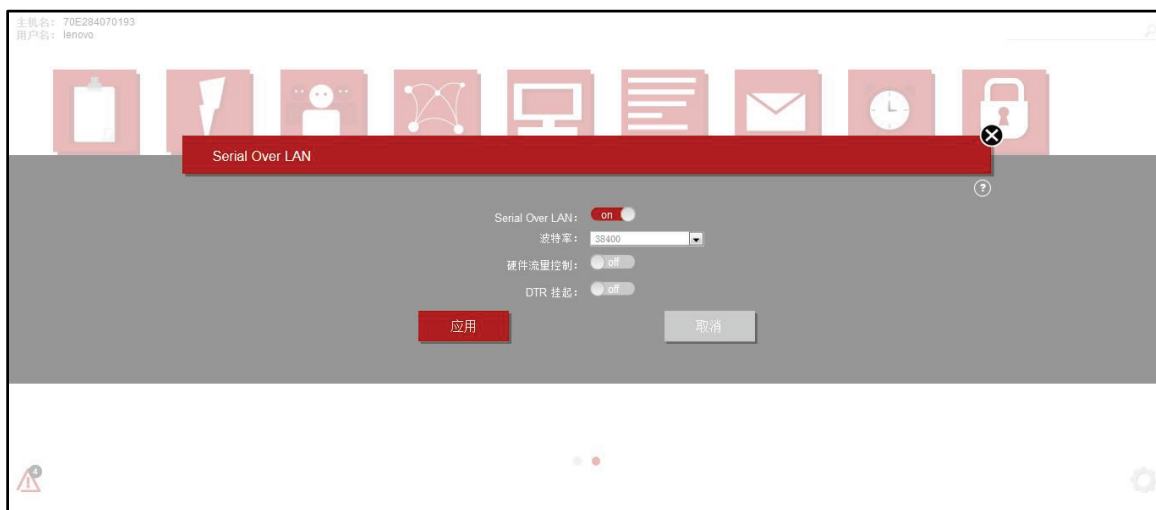 主机名: 70E284070193
用户名: lenovo
Serial Over LAN
?
Serial Over LAN: on
波特率: 38400
硬件流量控制: off
DTR 挂起: off
应用 取消
4